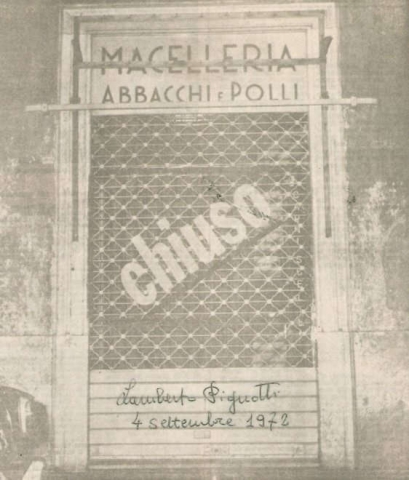 MACELLERIA
ABBACCHI E POLLI
chiuso
Lamberto Pignotti
4 settembre 1972